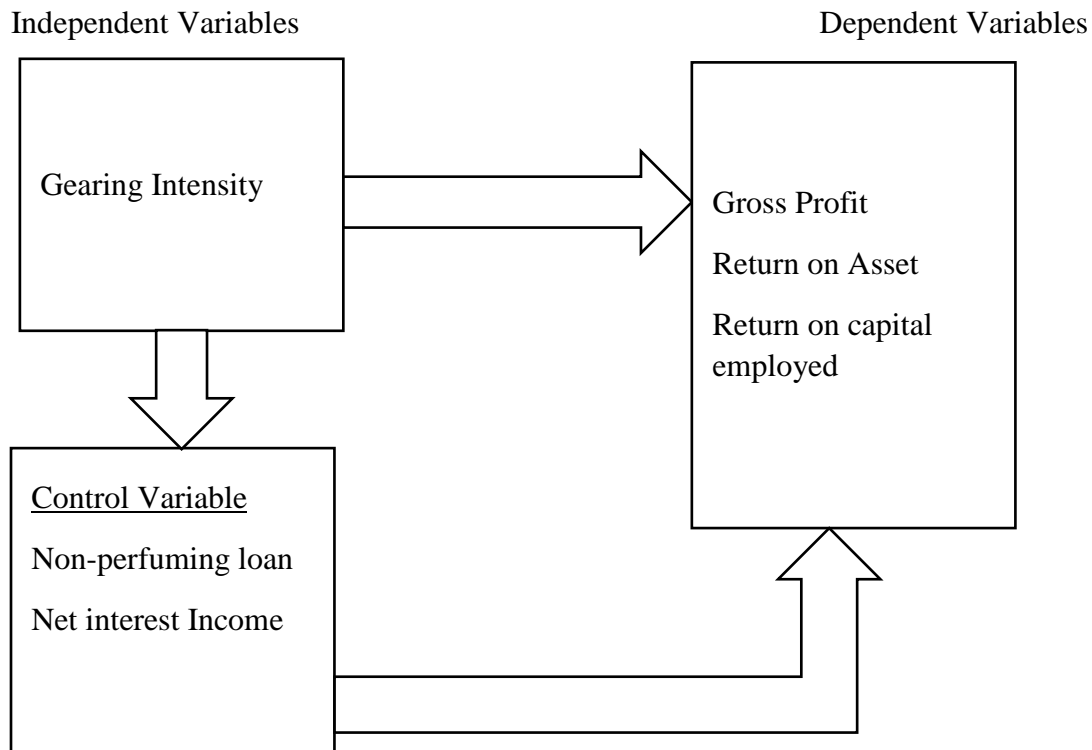 Independent Variables
Dependent Variables
Gearing Intensity
Gross Profit
Return on Asset
Return on capital
employed
Control Variable
Non-perfuming loan
Net interest Income